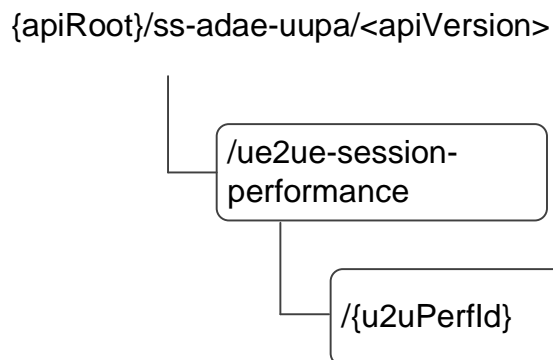 {apiRoot}/ss-adae-uupa/<apiVersion>
/ue2ue-session-
performance
/{u2uPerfId}